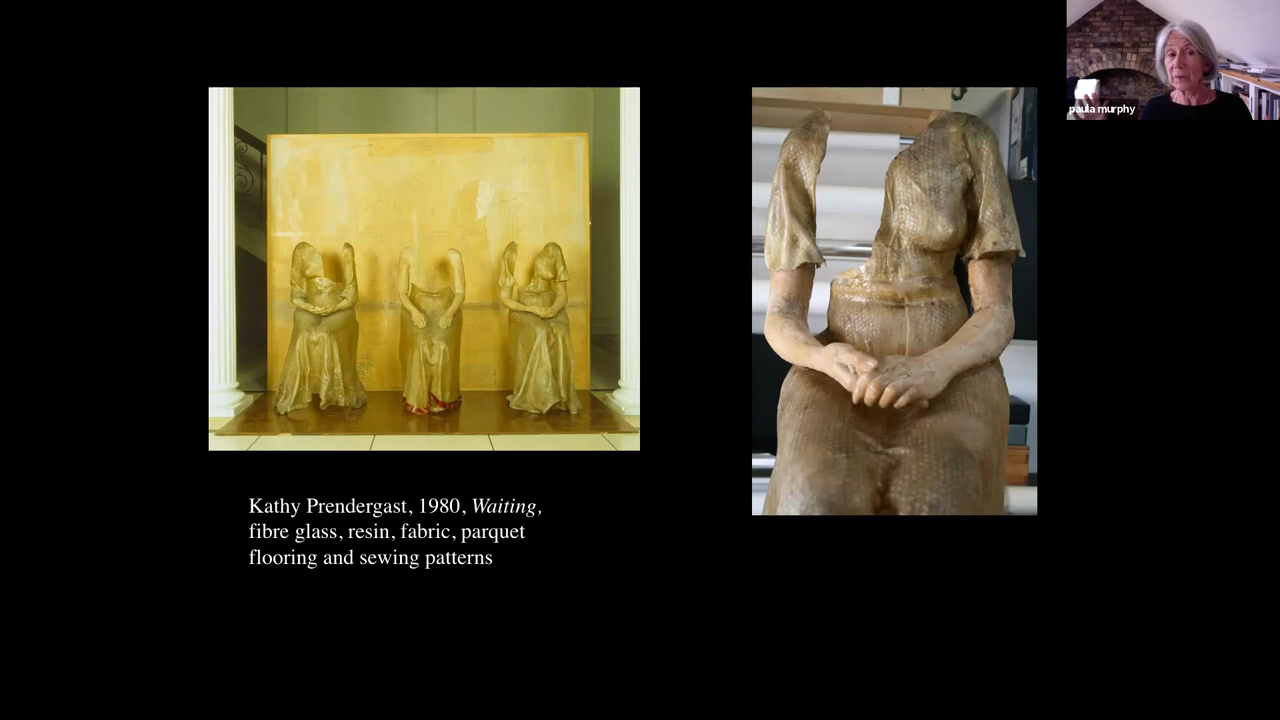 paula murphy
Kathy Prendergast, 1980, Waiting,
fibre glass, resin, fabric, parquet
flooring and sewing patterns